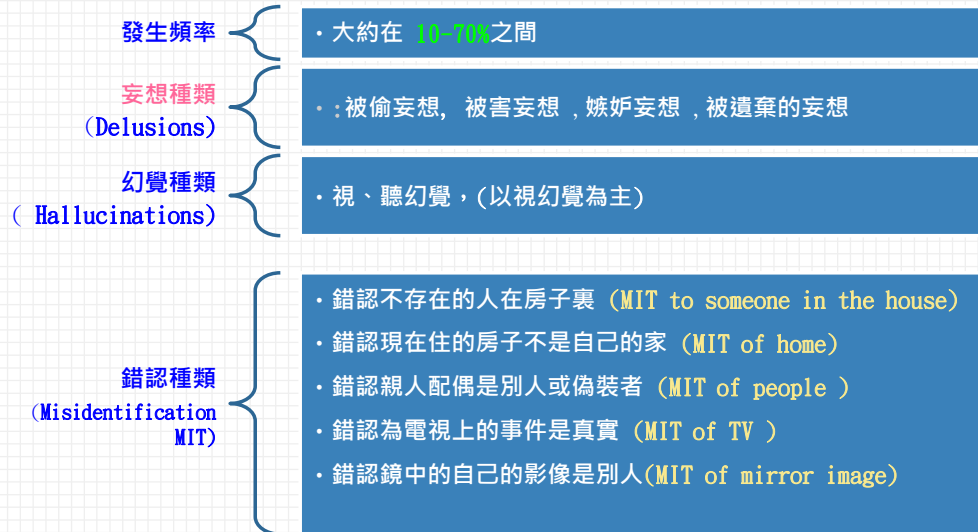 發生頻率
・大約在 10-70%之間
妄想種類
(Delusions)
・:被偷妄想, 被害妄想 ,嫉妒妄想 ,被遺棄的妄想
幻覺種類
( Hallucinations)
・視、聽幻覺，(以視幻覺為主)
錯認種類
(Misidentification
MIT)
・錯認不存在的人在房子裏 (MIT to someone in the house)
・錯認現在住的房子不是自己的家 (MIT of home)
・錯認親人配偶是別人或偽裝者 (MIT of people )
・錯認為電視上的事件是真實 (MIT of TV )
・錯認鏡中的自己的影像是別人(MIT of mirror image)